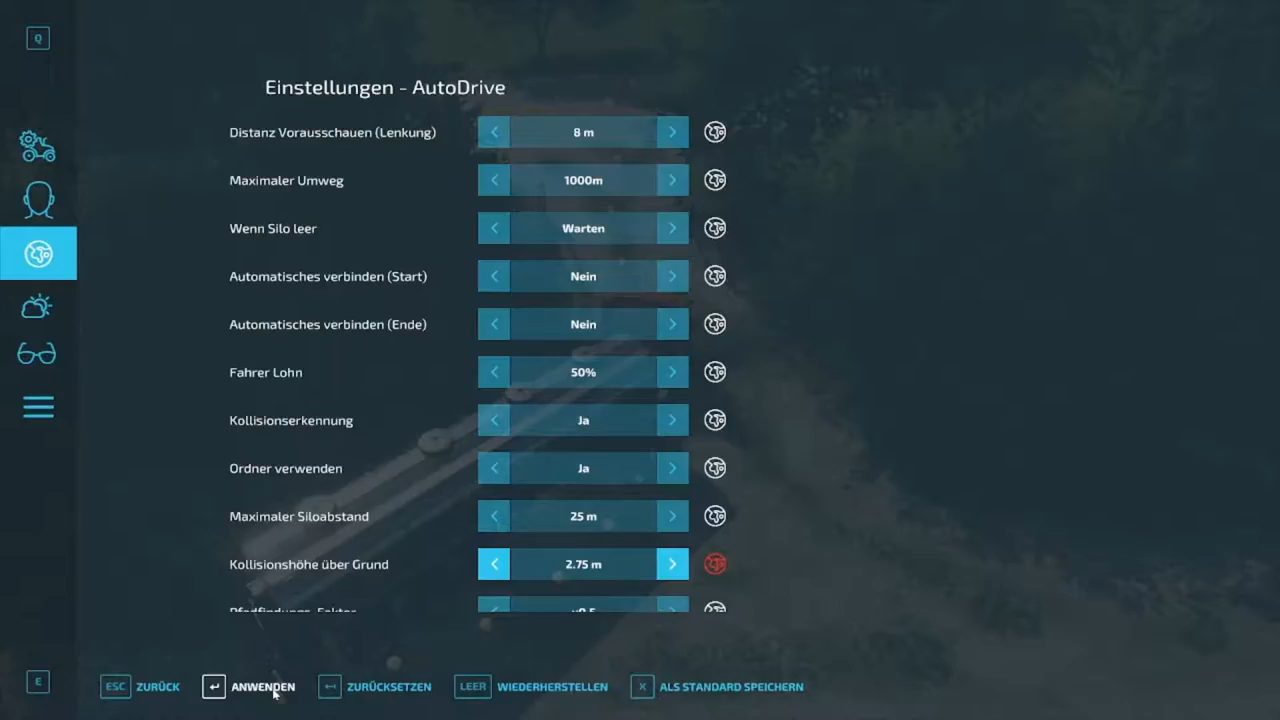 Q
Einstellungen - AutoDrive
Distanz Vorausschauen (Lenkung) 8 m
Maximaler Umweg 1000m
Wenn Silo leer Warten
Automatisches verbinden (Start) Nein
Automatisches verbinden (Ende) Nein
Fahrer Lohn 50%
Kollisionserkennung Ja
Ordner verwenden Ja
Maximaler Siloabstand 25 m
Kollisionshöhe über Grund 2.75 m
E
ESC ZURÜCK ANWENDEN ZURÜCKSETZEN LEER WIEDERHERSTELLEN X ALS STANDARD SPEICHERN